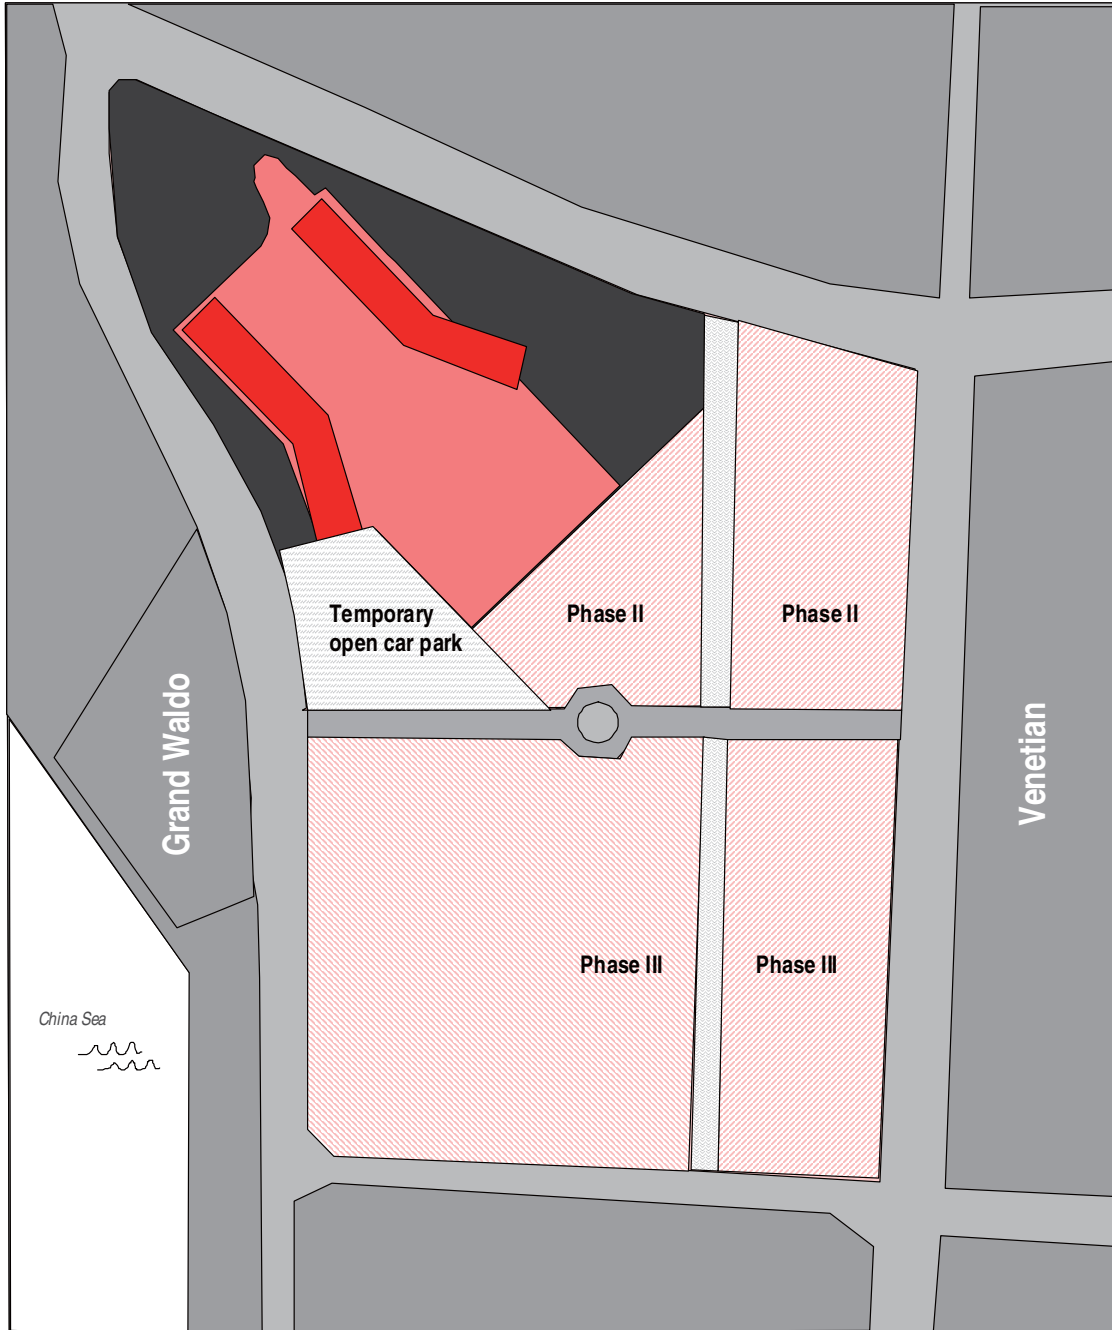 Temporary
open car park
Phase II
Phase II
Grand Waldo
Venetian
Phase III
Phase III
China Sea